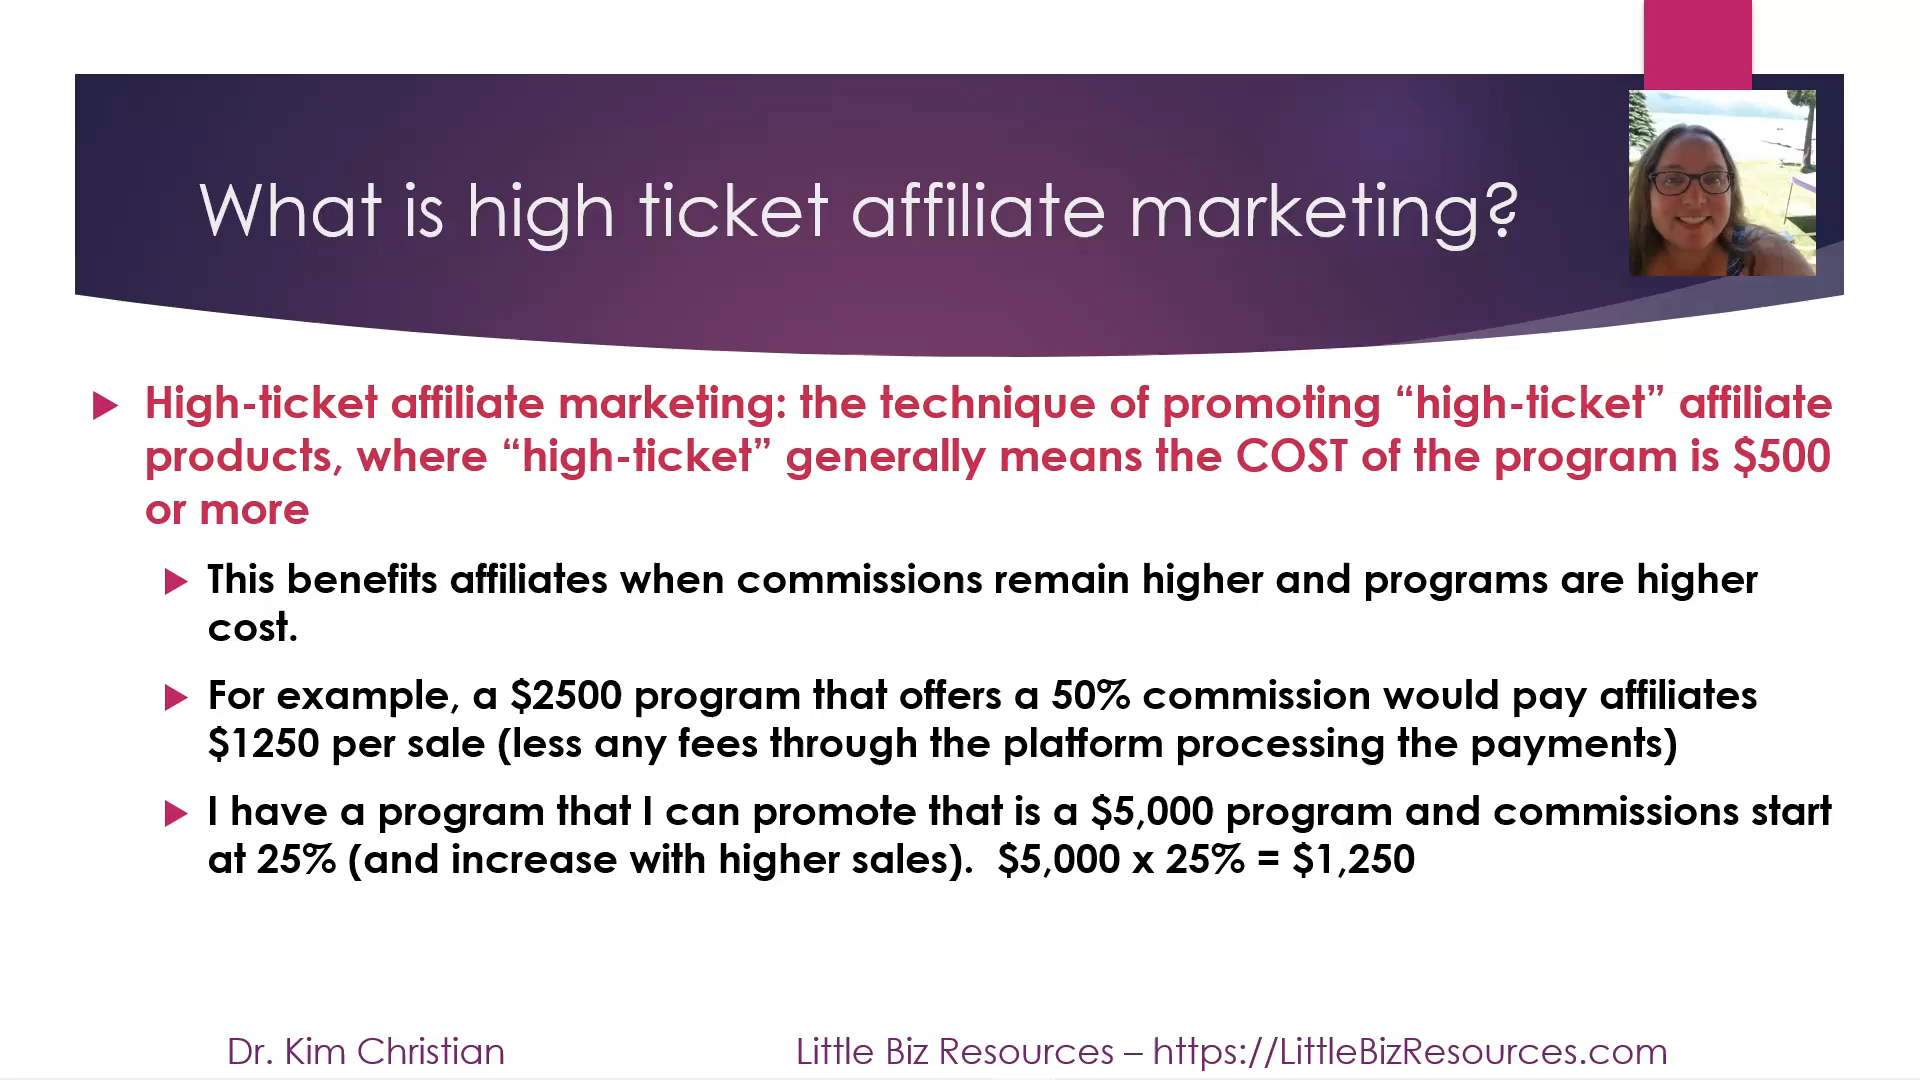 What is high ticket affiliate marketing?
High-ticket affiliate marketing: the technique of promoting “high-ticket” affiliate
products, where “high-ticket” generally means the COST of the program is $500
or more
This benefits affiliates when commissions remain higher and programs are higher
cost.
For example, a $2500 program that offers a 50% commission would pay affiliates
$1250 per sale (less any fees through the platform processing the payments)
I have a program that I can promote that is a $5,000 program and commissions start
at 25% (and increase with higher sales).  $5,000 x 25% = $1,250
Dr. Kim Christian
Little Biz Resources – https://LittleBizResources.com